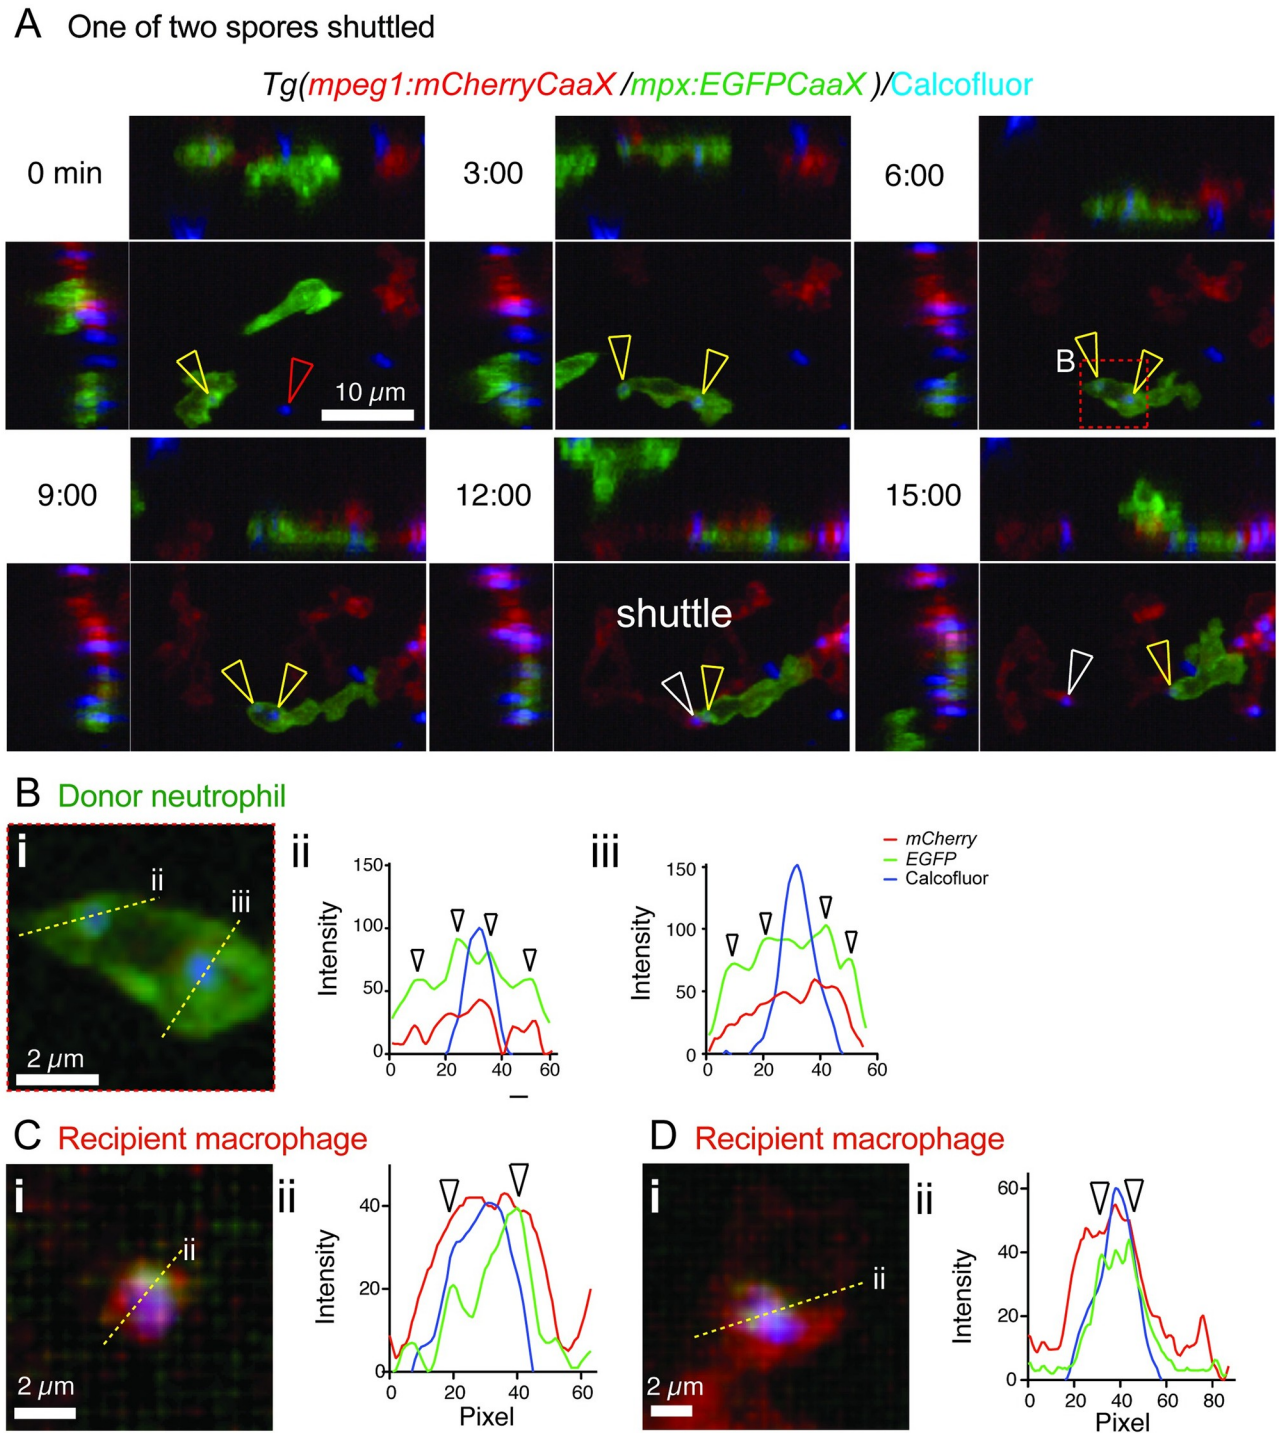 A One of two spores shuttled
Tg(mpeg1:mCherryCaaX /mpx:EGFPCaaX )/Calcofluor
0 min
3:00
6:00
10 µm
B
9:00
12:00
15:00
shuttle
B Donor neutrophil
i
ii
iii
2 µm
ii
Intensity
150
100
50
0
0 20 40 60
iii
Intensity
150
100
50
0
0 20 40 60
mCherry
EGFP
Calcofluor
C Recipient macrophage
i
ii
2 µm
ii
Intensity
40
20
0
0 20 40 60
Pixel
D Recipient macrophage
i
ii
2 µm
ii
Intensity
60
40
20
0
0 20 40 60 80
Pixel